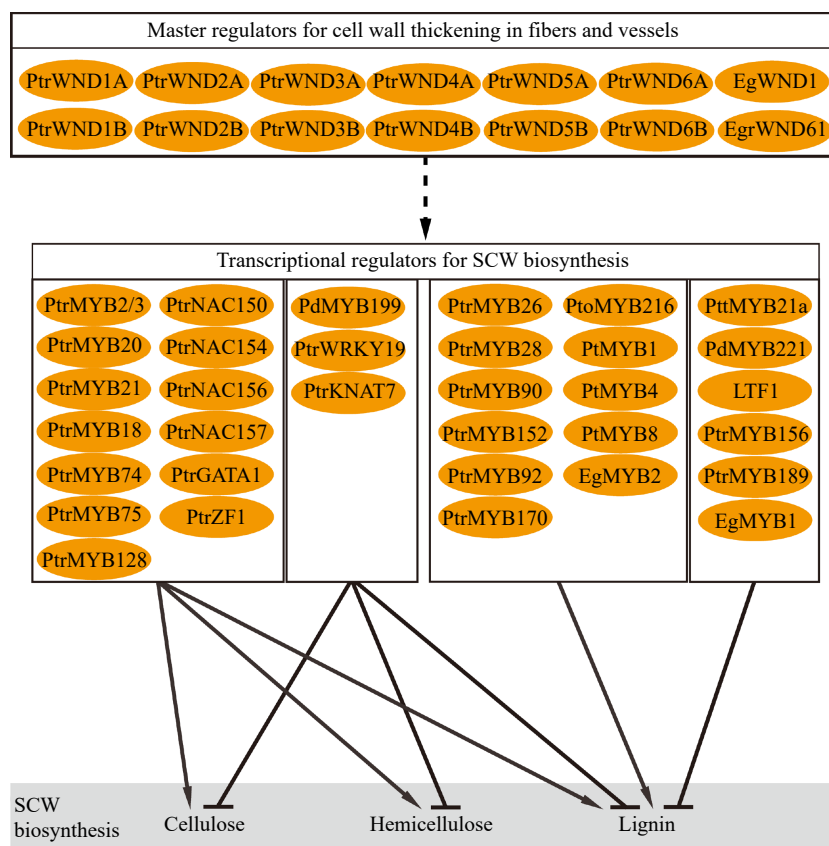 Master regulators for cell wall thickening in fibers and vessels
PtrWND1A PtrWND2A PtrWND3A PtrWND4A PtrWND5A PtrWND6A EgWND1
PtrWND1B PtrWND2B PtrWND3B PtrWND4B PtrWND5B PtrWND6B EgrWND61
Transcriptional regulators for SCW biosynthesis
PtrMYB2/3 PtrNAC150
PtrMYB20 PtrNAC154
PtrMYB21 PtrNAC156
PtrMYB18 PtrNAC157
PtrMYB74 PtrGATA1
PtrMYB75 PtrZF1
PtrMYB128
PdMYB199
PtrWRKY19
PtrKNAT7
PtrMYB26 PtoMYB216
PtrMYB28 PtMYB1
PtrMYB90 PtMYB4
PtrMYB152 PtMYB8
PtrMYB92 EgMYB2
PtrMYB170
PttMYB21a
PdMYB221
LTF1
PtrMYB156
PtrMYB189
EgMYB1
SCW
biosynthesis
Cellulose Hemicellulose Lignin